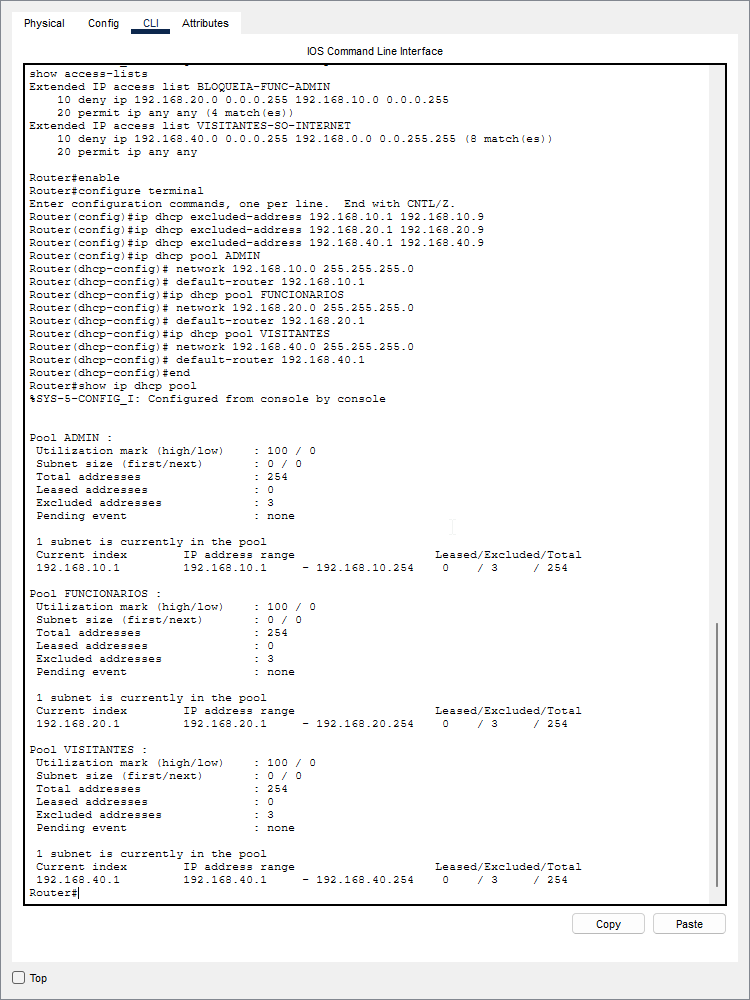 Physical Config CLI Attributes
IOS Command Line Interface
show access-lists
Extended IP access list BLOQUEIA-FUNC-ADMIN
    10 deny ip 192.168.20.0 0.0.0.255 192.168.10.0 0.0.0.255
    20 permit ip any any (4 match(es))
Extended IP access list VISITANTES-SO-INTERNET
    10 deny ip 192.168.40.0 0.0.0.255 192.168.0.0 0.0.255.255 (8 match(es))
    20 permit ip any any

Router#enable
Router#configure terminal
Enter configuration commands, one per line.  End with CNTL/Z.
Router(config)#ip dhcp excluded-address 192.168.10.1 192.168.10.9
Router(config)#ip dhcp excluded-address 192.168.20.1 192.168.20.9
Router(config)#ip dhcp excluded-address 192.168.40.1 192.168.40.9
Router(config)#ip dhcp pool ADMIN
Router(dhcp-config)# network 192.168.10.0 255.255.255.0
Router(dhcp-config)# default-router 192.168.10.1
Router(dhcp-config)#ip dhcp pool FUNCIONARIOS
Router(dhcp-config)# network 192.168.20.0 255.255.255.0
Router(dhcp-config)# default-router 192.168.20.1
Router(dhcp-config)#ip dhcp pool VISITANTES
Router(dhcp-config)# network 192.168.40.0 255.255.255.0
Router(dhcp-config)# default-router 192.168.40.1
Router(dhcp-config)#end
Router#show ip dhcp pool
%SYS-5-CONFIG_I: Configured from console by console

Pool ADMIN :
 Utilization mark (high/low)    : 100 / 0
 Subnet size (first/next)       : 0 / 0
 Total addresses                : 254
 Leased addresses               : 0
 Excluded addresses             : 3
 Pending event                  : none

 1 subnet is currently in the pool
 Current index        IP address range                    Leased/Excluded/Total
 192.168.10.1         192.168.10.1     - 192.168.10.254    0    / 3     / 254

Pool FUNCIONARIOS :
 Utilization mark (high/low)    : 100 / 0
 Subnet size (first/next)       : 0 / 0
 Total addresses                : 254
 Leased addresses               : 0
 Excluded addresses             : 3
 Pending event                  : none

 1 subnet is currently in the pool
 Current index        IP address range                    Leased/Excluded/Total
 192.168.20.1         192.168.20.1     - 192.168.20.254    0    / 3     / 254

Pool VISITANTES :
 Utilization mark (high/low)    : 100 / 0
 Subnet size (first/next)       : 0 / 0
 Total addresses                : 254
 Leased addresses               : 0
 Excluded addresses             : 3
 Pending event                  : none

 1 subnet is currently in the pool
 Current index        IP address range                    Leased/Excluded/Total
 192.168.40.1         192.168.40.1     - 192.168.40.254    0    / 3     / 254
Router#
Copy Paste
Top